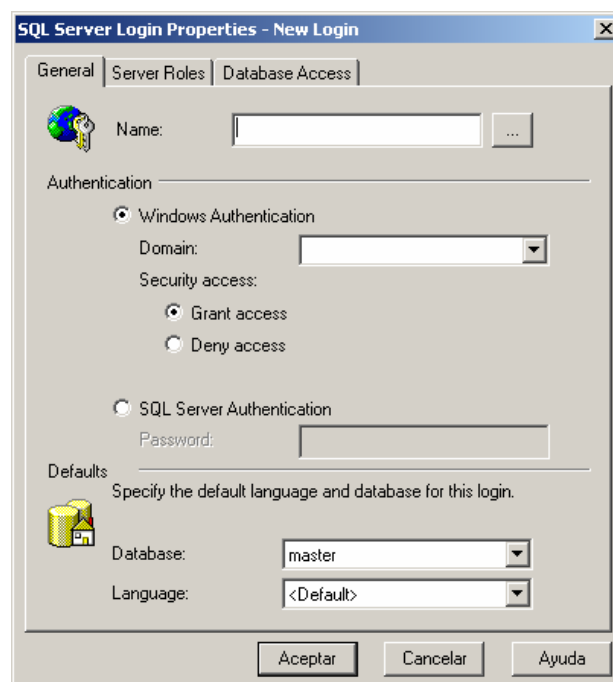 SQL Server Login Properties - New Login
General Server Roles Database Access
Name: ...
Authentication
Windows Authentication
Domain:
Security access:
Grant access
Deny access
SQL Server Authentication
Password:
Defaults
Specify the default language and database for this login.
Database: master
Language: <Default>
Aceptar Cancelar Ayuda